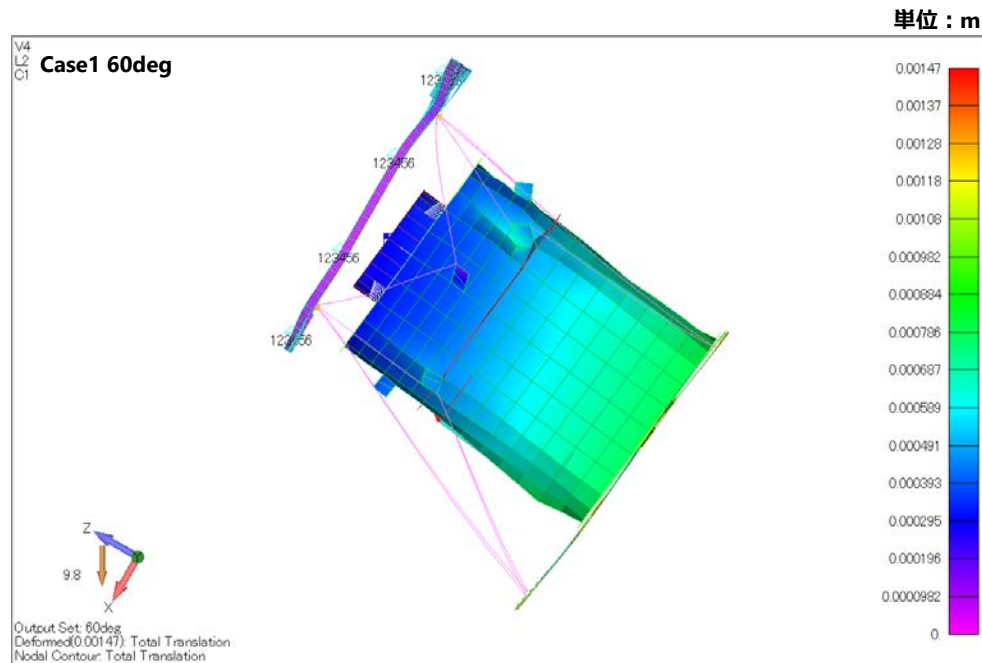 単位：m
V4
L2
C1
Case1 60deg
123456
123456
123456
Z
9.8
X
Output Set: 60deg
Deformed(0.00147): Total Translation
Nodal Contour: Total Translation
0.00147
0.00137
0.00128
0.00118
0.00108
0.000982
0.000884
0.000786
0.000687
0.000589
0.000491
0.000393
0.000295
0.000196
0.0000982
0.